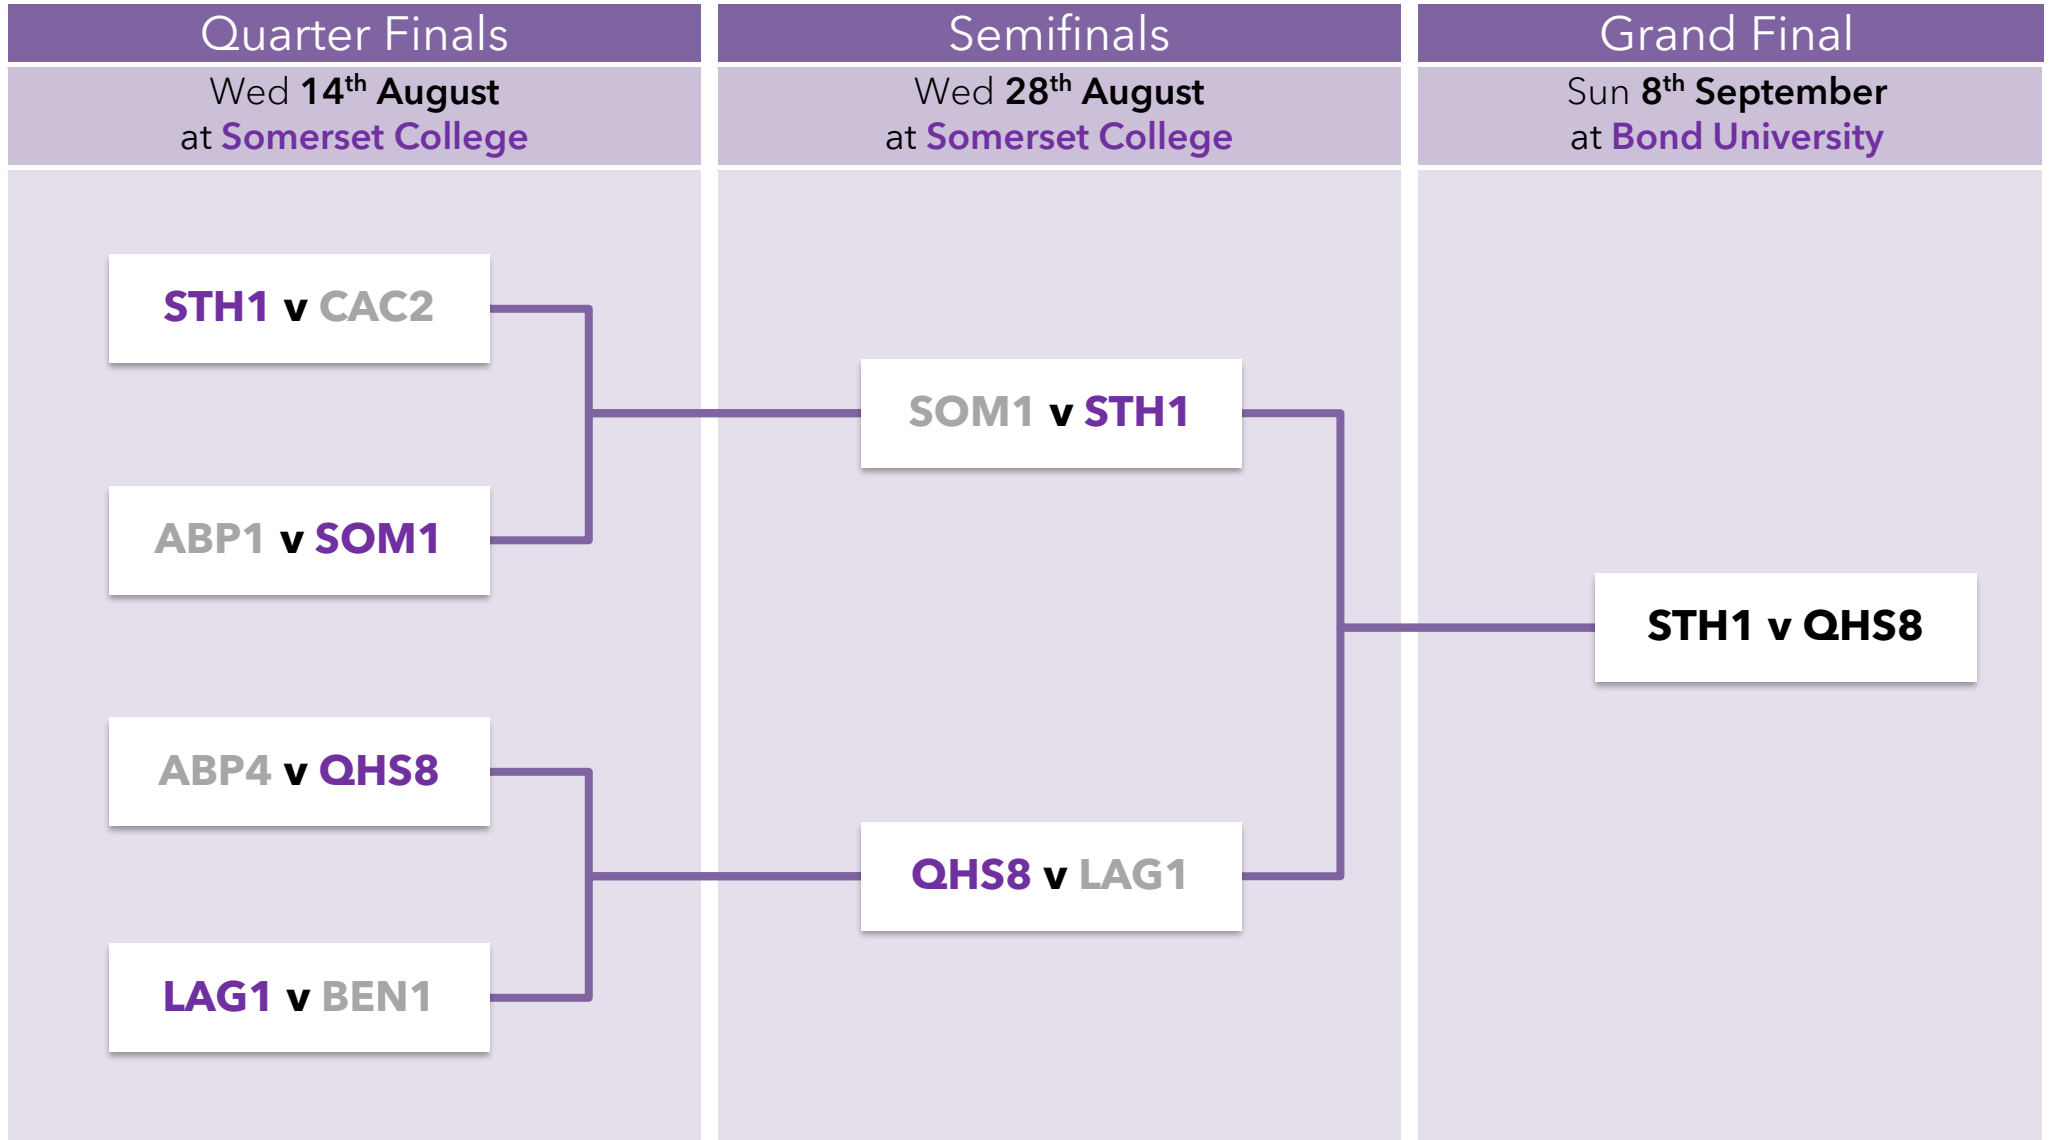 Quarter Finals
Wed 14th August
at Somerset College
STH1 v CAC2
ABP1 v SOM1
ABP4 v QHS8
LAG1 v BEN1
Semifinals
Wed 28th August
at Somerset College
SOM1 v STH1
QHS8 v LAG1
Grand Final
Sun 8th September
at Bond University
STH1 v QHS8